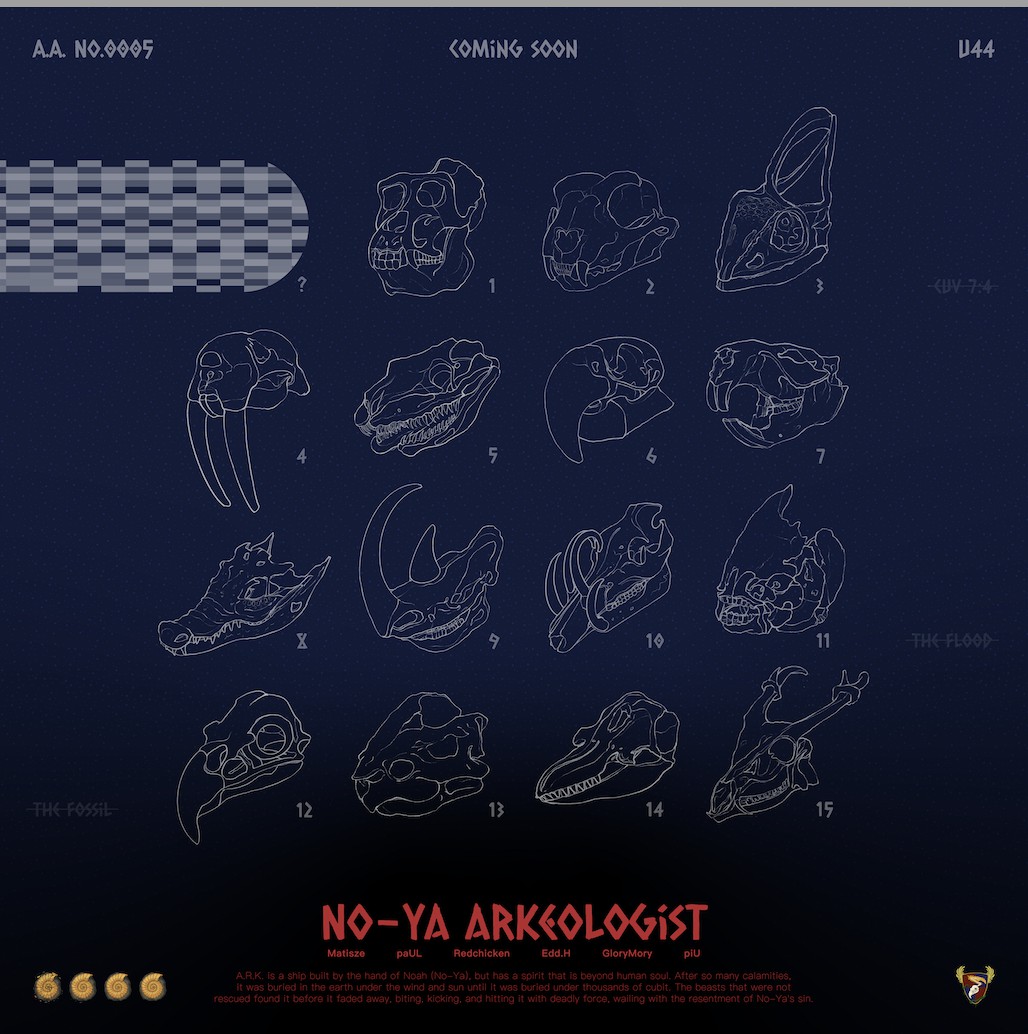 A.A. NO.0005 COMiNG SOON U44
? 1 2 3
CUV 7:4
4 5 6 7
8 9 10 11
THE FLOOD
12 13 14 15
THE FOSSiL
NO-YA ARKEOLOGiST
Matisze paUL Redchicken Edd.H GloryMory piU
A.R.K. is a ship built by the hand of Noah (No-Ya), but has a spirit that is beyond human soul. After so many calamities,
it was buried in the earth under the wind and sun until it was buried under thousands of cubit. The beasts that were not
rescued found it before it faded away, biting, kicking, and hitting it with deadly force, wailing with the resentment of No-Ya's sin.